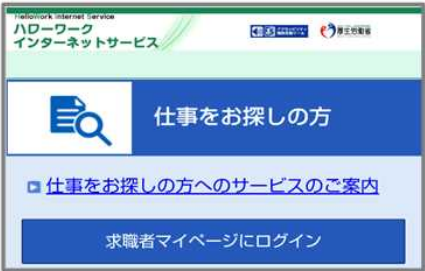 HelloWork Internet Service
ハローワーク
インターネットサービス
厚生労働省
仕事をお探しの方
仕事をお探しの方へのサービスのご案内
求職者マイページにログイン